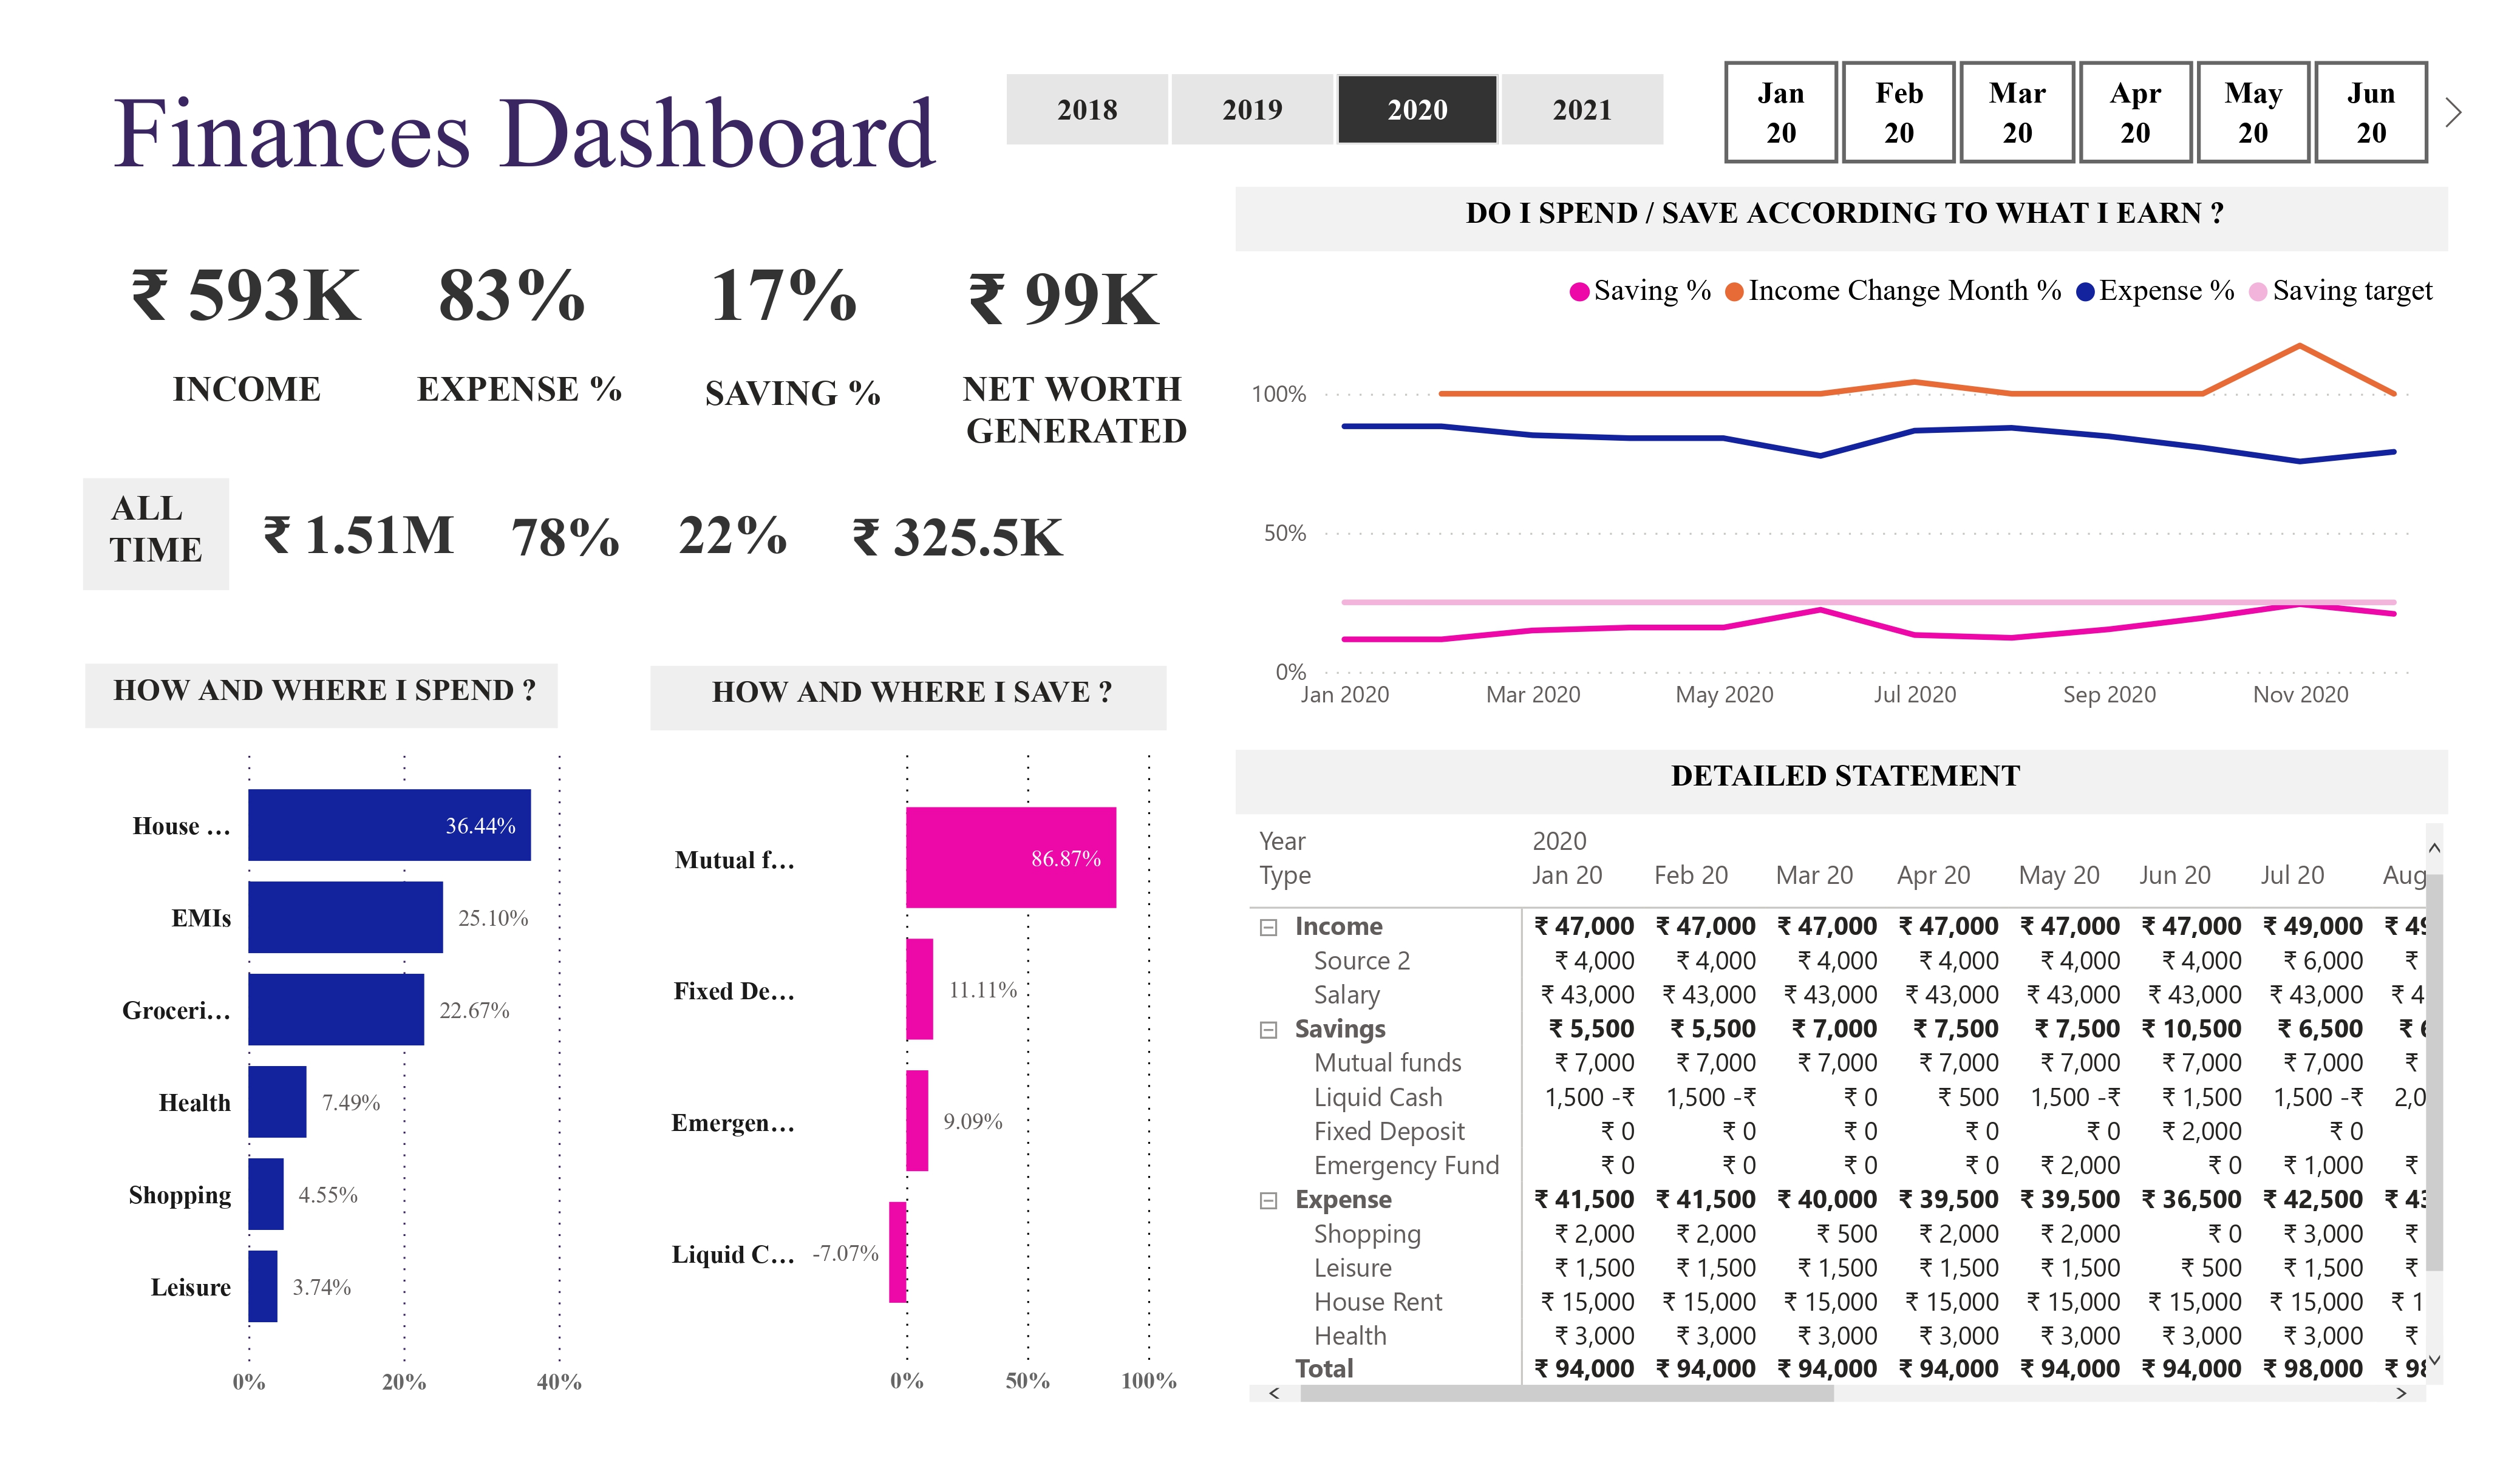 Finances Dashboard
2018 2019 2020 2021
Jan 20 Feb 20 Mar 20 Apr 20 May 20 Jun 20
₹ 593K 83% 17% ₹ 99K
INCOME EXPENSE % SAVING % NET WORTH GENERATED
ALL TIME ₹ 1.51M 78% 22% ₹ 325.5K
DO I SPEND / SAVE ACCORDING TO WHAT I EARN ?
Saving % Income Change Month % Expense % Saving target
100%
50%
0%
Jan 2020 Mar 2020 May 2020 Jul 2020 Sep 2020 Nov 2020
HOW AND WHERE I SPEND ?
House ... 36.44%
EMIs 25.10%
Groceri... 22.67%
Health 7.49%
Shopping 4.55%
Leisure 3.74%
0% 20% 40%
HOW AND WHERE I SAVE ?
Mutual f... 86.87%
Fixed De... 11.11%
Emergen... 9.09%
Liquid C... -7.07%
0% 50% 100%
DETAILED STATEMENT
Year 2020
Type Jan 20 Feb 20 Mar 20 Apr 20 May 20 Jun 20 Jul 20 Aug
Income ₹ 47,000 ₹ 47,000 ₹ 47,000 ₹ 47,000 ₹ 47,000 ₹ 47,000 ₹ 49,000 ₹ 49
Source 2 ₹ 4,000 ₹ 4,000 ₹ 4,000 ₹ 4,000 ₹ 4,000 ₹ 4,000 ₹ 6,000 ₹
Salary ₹ 43,000 ₹ 43,000 ₹ 43,000 ₹ 43,000 ₹ 43,000 ₹ 43,000 ₹ 43,000 ₹ 4
Savings ₹ 5,500 ₹ 5,500 ₹ 7,000 ₹ 7,500 ₹ 7,500 ₹ 10,500 ₹ 6,500 ₹ 6
Mutual funds ₹ 7,000 ₹ 7,000 ₹ 7,000 ₹ 7,000 ₹ 7,000 ₹ 7,000 ₹ 7,000 ₹
Liquid Cash 1,500 -₹ 1,500 -₹ ₹ 0 ₹ 500 1,500 -₹ ₹ 1,500 1,500 -₹ 2,0
Fixed Deposit ₹ 0 ₹ 0 ₹ 0 ₹ 0 ₹ 0 ₹ 2,000 ₹ 0
Emergency Fund ₹ 0 ₹ 0 ₹ 0 ₹ 0 ₹ 2,000 ₹ 0 ₹ 1,000 ₹
Expense ₹ 41,500 ₹ 41,500 ₹ 40,000 ₹ 39,500 ₹ 39,500 ₹ 36,500 ₹ 42,500 ₹ 43
Shopping ₹ 2,000 ₹ 2,000 ₹ 500 ₹ 2,000 ₹ 2,000 ₹ 0 ₹ 3,000 ₹
Leisure ₹ 1,500 ₹ 1,500 ₹ 1,500 ₹ 1,500 ₹ 1,500 ₹ 500 ₹ 1,500 ₹
House Rent ₹ 15,000 ₹ 15,000 ₹ 15,000 ₹ 15,000 ₹ 15,000 ₹ 15,000 ₹ 15,000 ₹ 1
Health ₹ 3,000 ₹ 3,000 ₹ 3,000 ₹ 3,000 ₹ 3,000 ₹ 3,000 ₹ 3,000 ₹
Total ₹ 94,000 ₹ 94,000 ₹ 94,000 ₹ 94,000 ₹ 94,000 ₹ 94,000 ₹ 98,000 ₹ 98